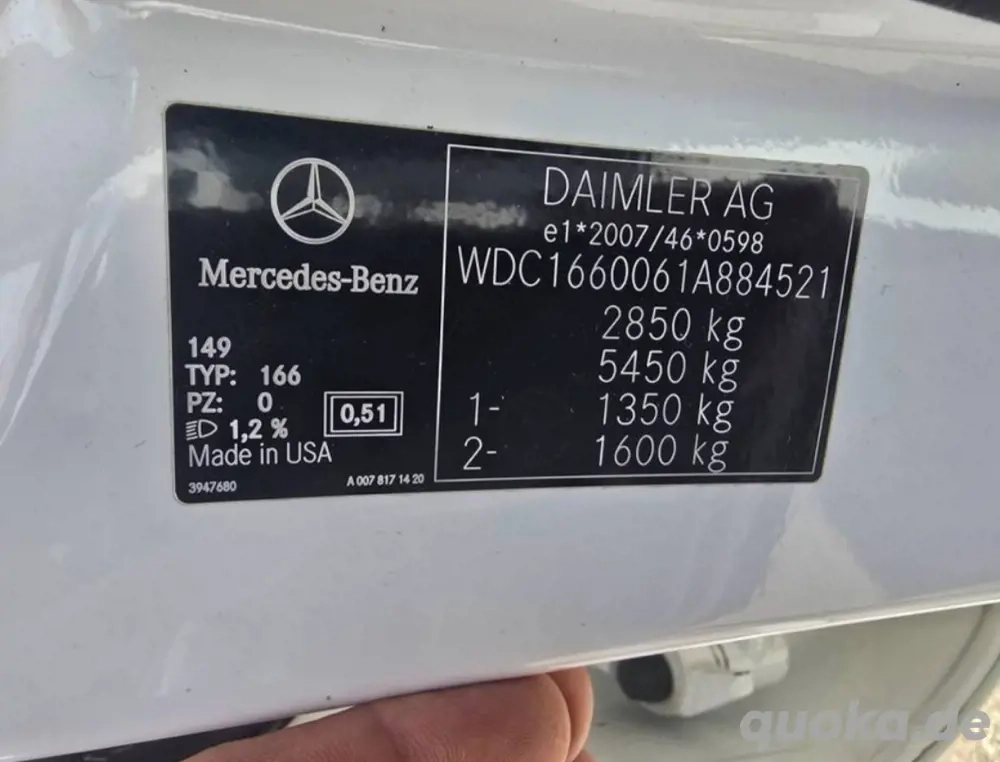 Mercedes-Benz
149
TYP: 166
PZ: 0
1,2 %
0,51
Made in USA
3947680
A 007 817 14 20
DAIMLER AG
e1*2007/46*0598
WDC1660061A884521
2850 kg
5450 kg
1- 1350 kg
2- 1600 kg
quoka.de